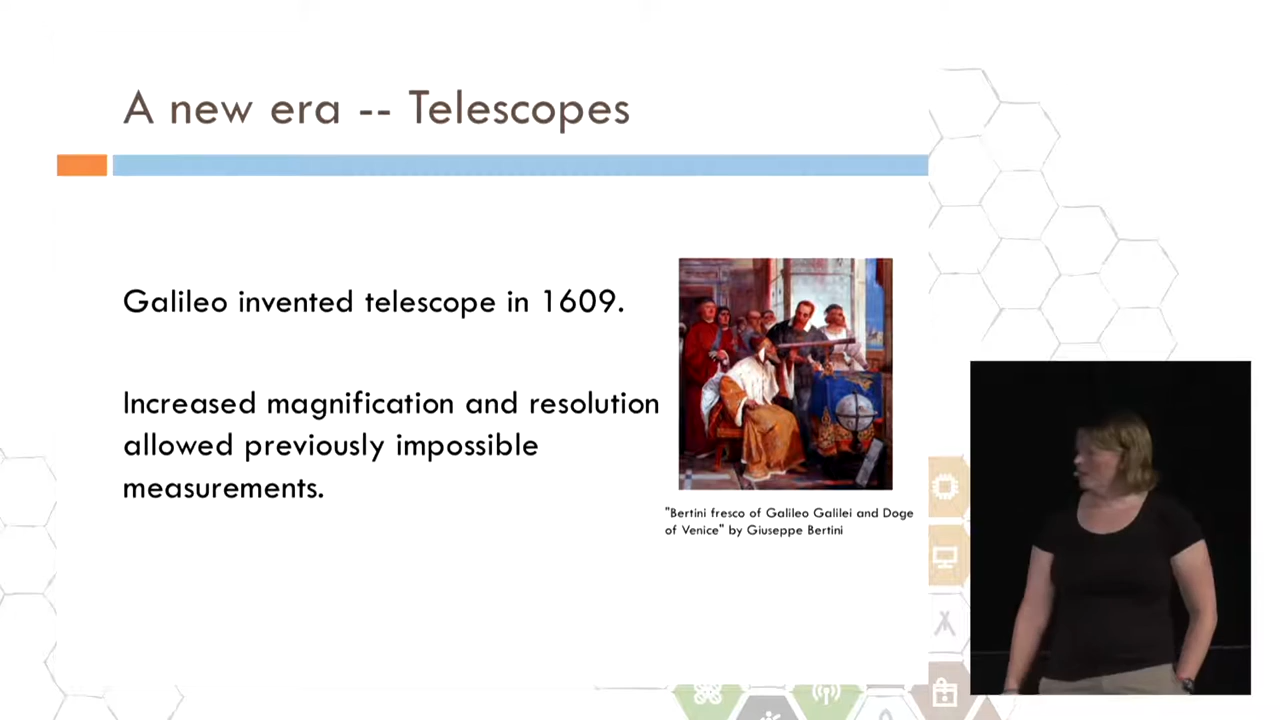 A new era -- Telescopes
Galileo invented telescope in 1609.
Increased magnification and resolution
allowed previously impossible
measurements.
"Bertini fresco of Galileo Galilei and Doge
of Venice" by Giuseppe Bertini